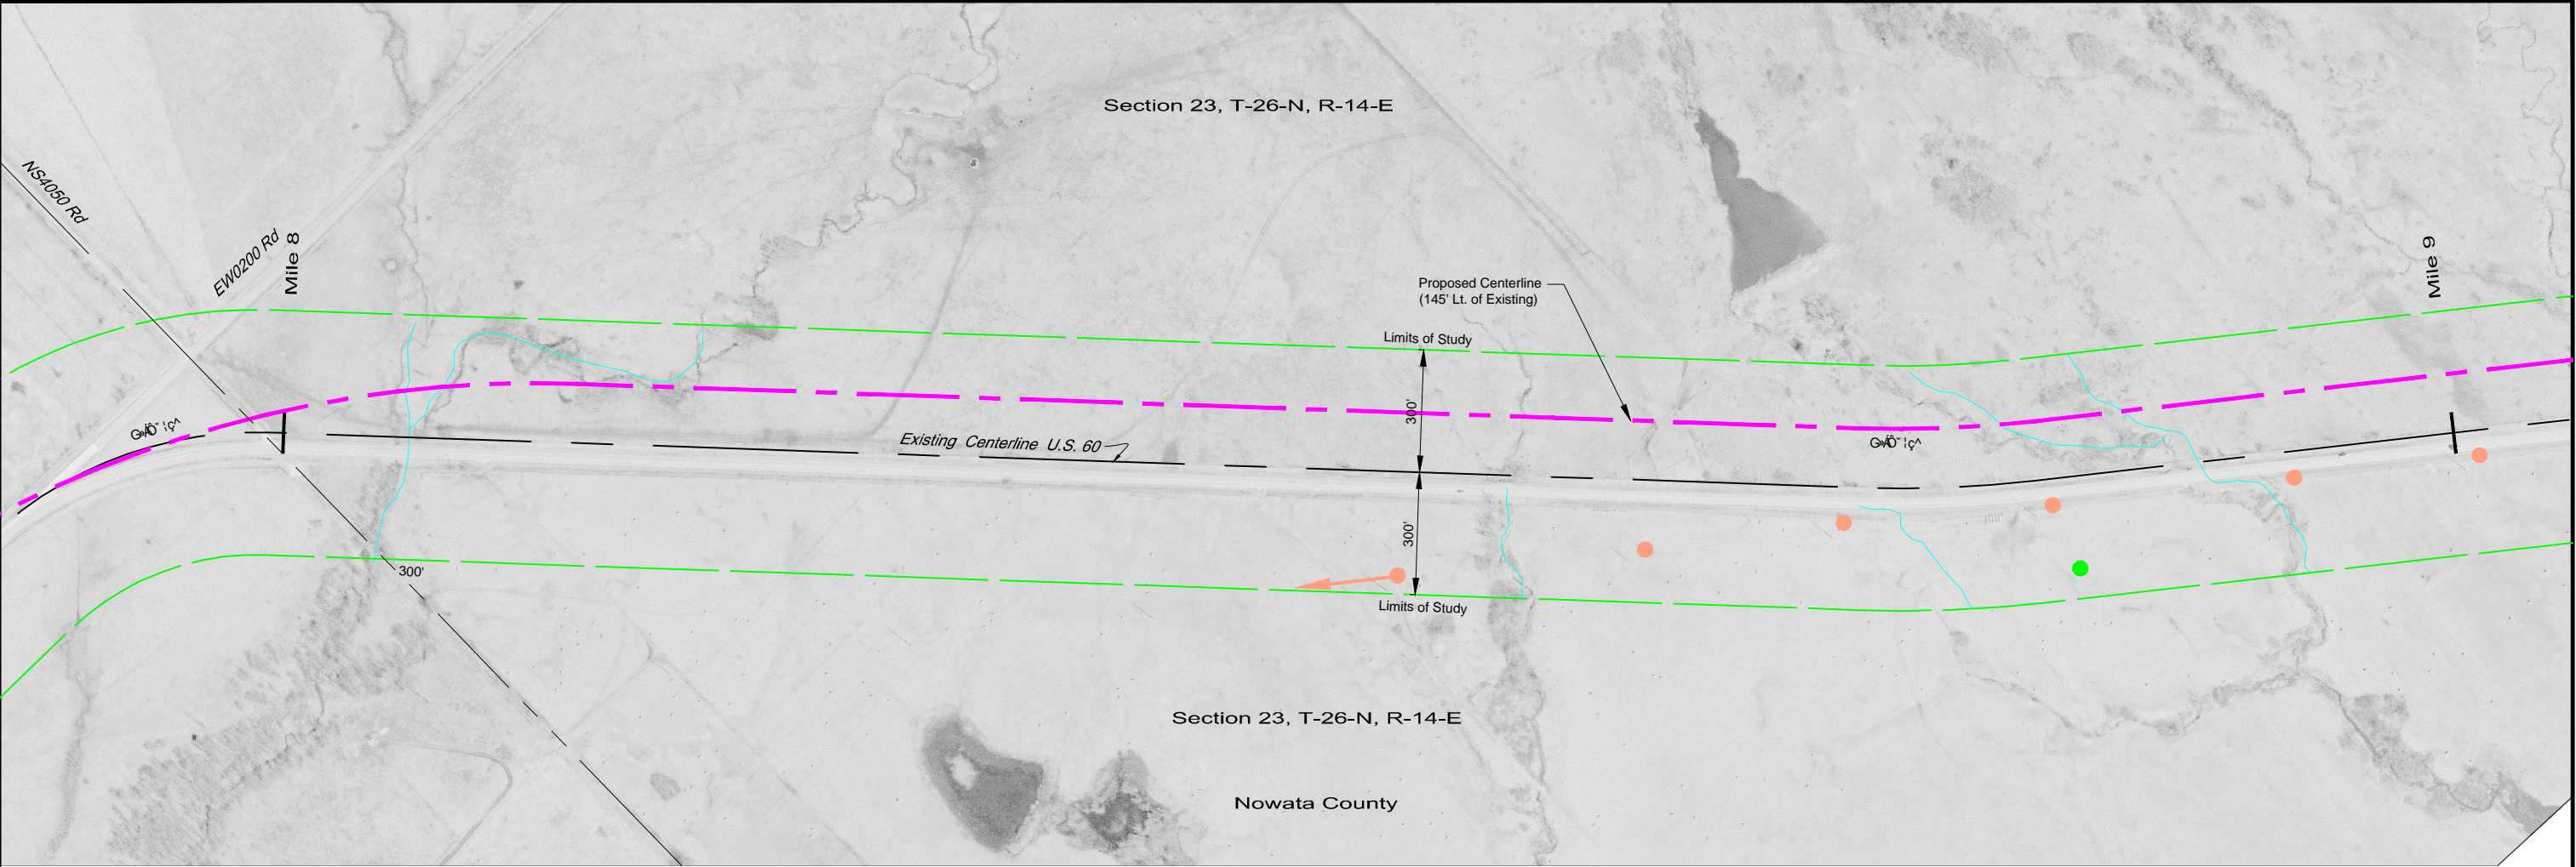 Section 23, T-26-N, R-14-E
NS4050 Rd
EW0200 Rd
Mile 8
Mile 9
Proposed Centerline
(145' Lt. of Existing)
Limits of Study
300'
Existing Centerline U.S. 60
300'
300'
Limits of Study
Section 23, T-26-N, R-14-E
Nowata County